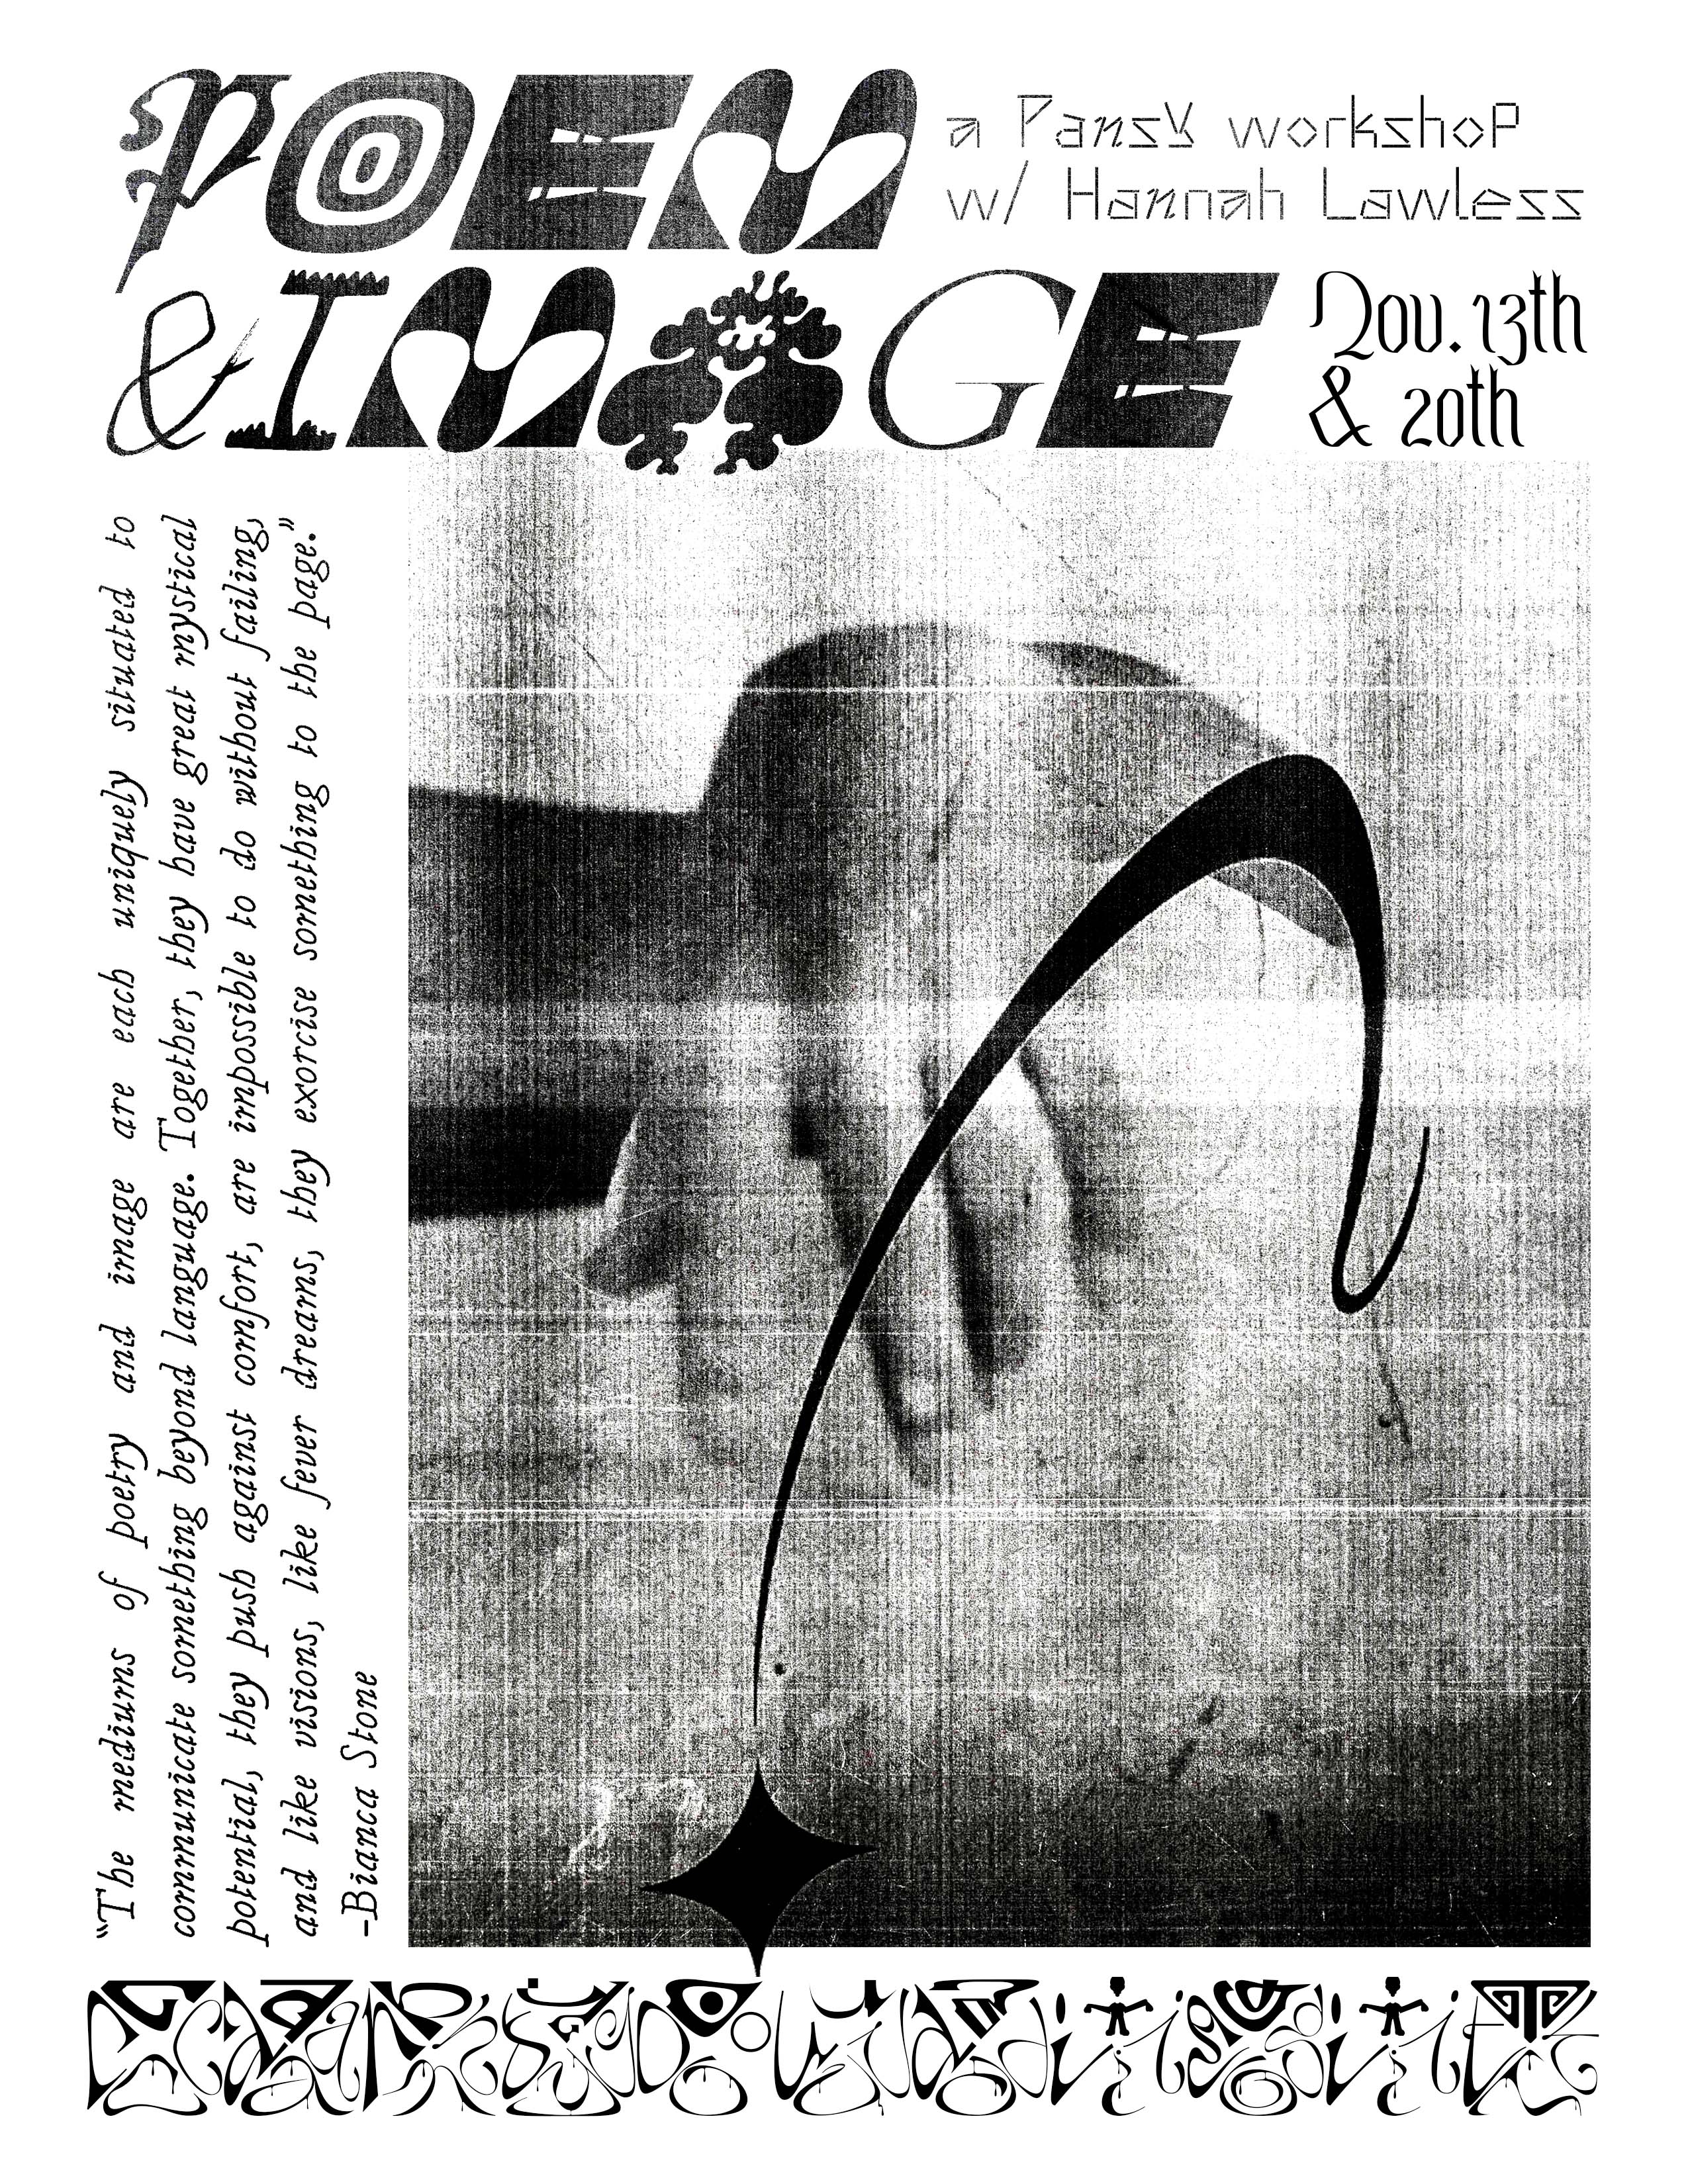 POEM
a Pansy workshop
w/ Hannah Lawless
& IMAGE
Nov. 13th
& 20th
“The mediums of poetry and image are each uniquely situated to
communicate something beyond language. Together, they have great mystical
potential, they push against comfort, are impossible to do without failing,
and like visions, like fever dreams, they exorcise something to the page.”
-Bianca Stone